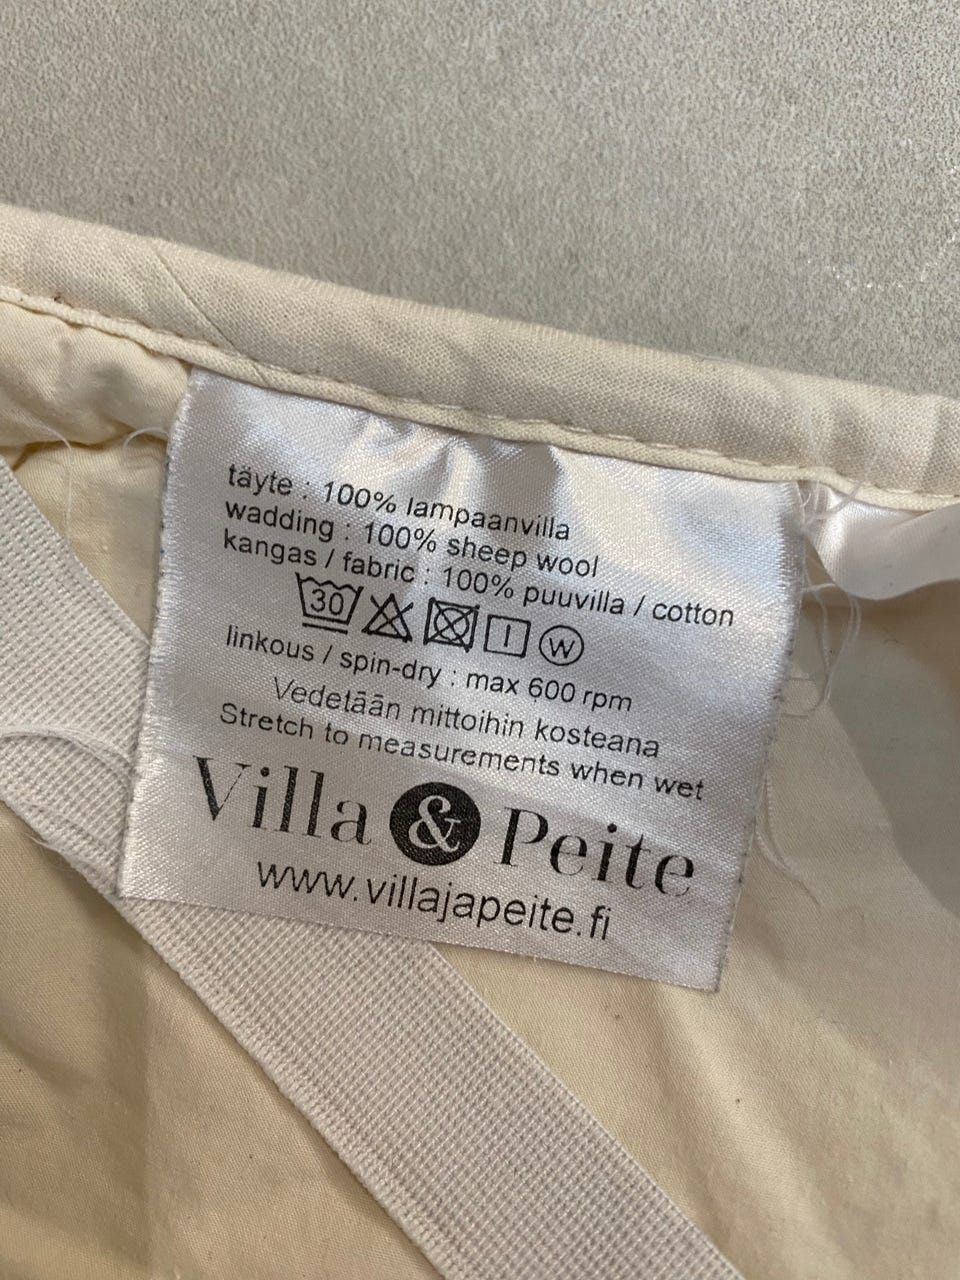 täyte : 100% lampaanvilla
wadding : 100% sheep wool
kangas / fabric : 100% puuvilla / cotton
30 W
linkous / spin-dry : max 600 rpm
Vedetään mittoihin kosteana
Stretch to measurements when wet
Villa & Peite
www.villajapeite.fi